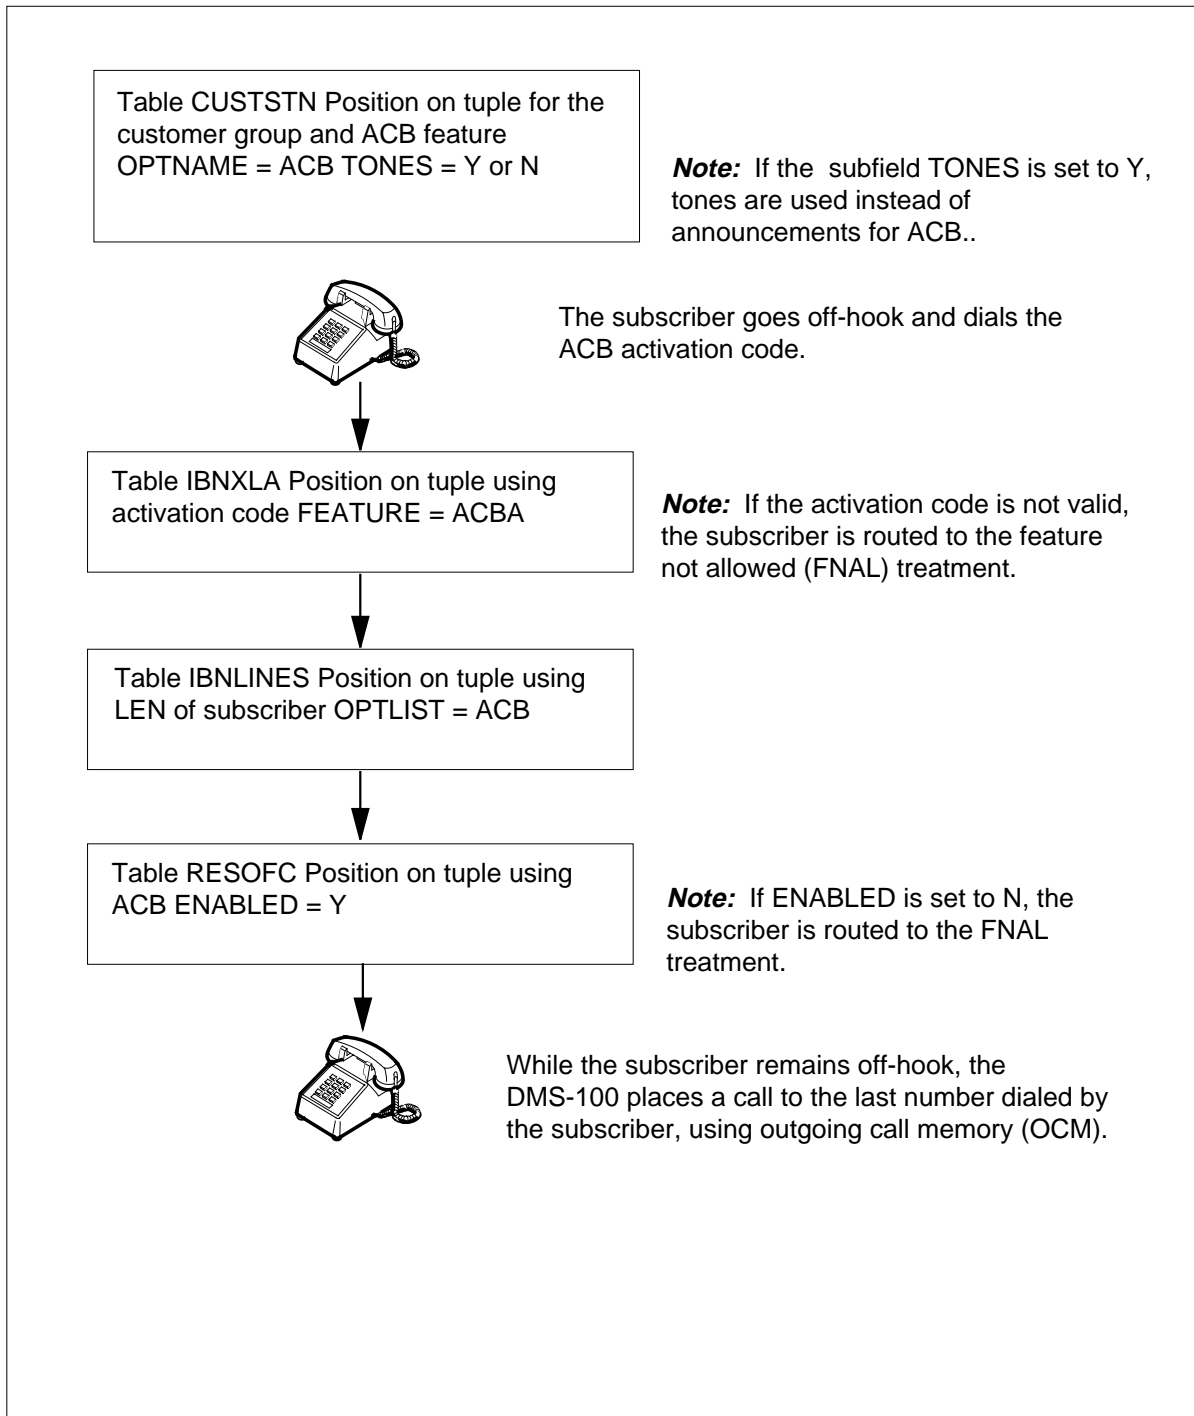 Table CUSTSTN Position on tuple for the
customer group and ACB feature
OPTNAME = ACB TONES = Y or N
Note: If the subfield TONES is set to Y,
tones are used instead of
announcements for ACB..
The subscriber goes off-hook and dials the
ACB activation code.
Table IBNXLA Position on tuple using
activation code FEATURE = ACBA
Note: If the activation code is not valid,
the subscriber is routed to the feature
not allowed (FNAL) treatment.
Table IBNLINES Position on tuple using
LEN of subscriber OPTLIST = ACB
Table RESOFC Position on tuple using
ACB ENABLED = Y
Note: If ENABLED is set to N, the
subscriber is routed to the FNAL
treatment.
While the subscriber remains off-hook, the
DMS-100 places a call to the last number dialed by
the subscriber, using outgoing call memory (OCM).